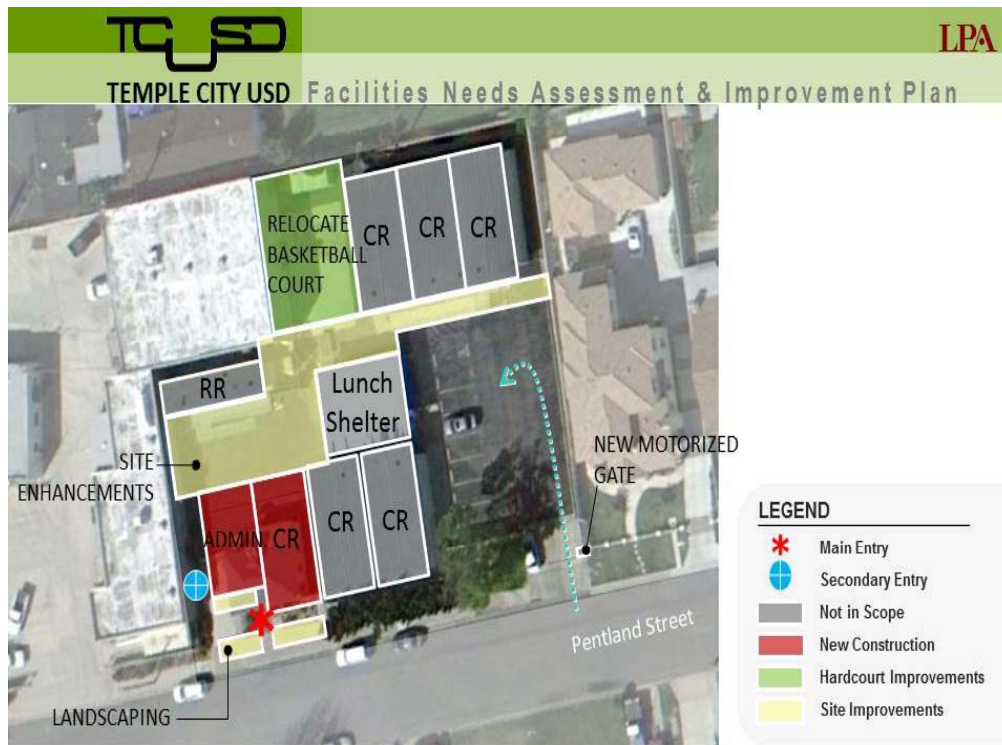 TCUSD
LPA
TEMPLE CITY USD Facilities Needs Assessment & Improvement Plan
RELOCATE
BASKETBALL
COURT
CR
CR
CR
RR
Lunch
Shelter
SITE
ENHANCEMENTS
NEW MOTORIZED
GATE
ADMIN.
CR
CR
CR
Pentland Street
LANDSCAPING
LEGEND
Main Entry
Secondary Entry
Not in Scope
New Construction
Hardcourt Improvements
Site Improvements